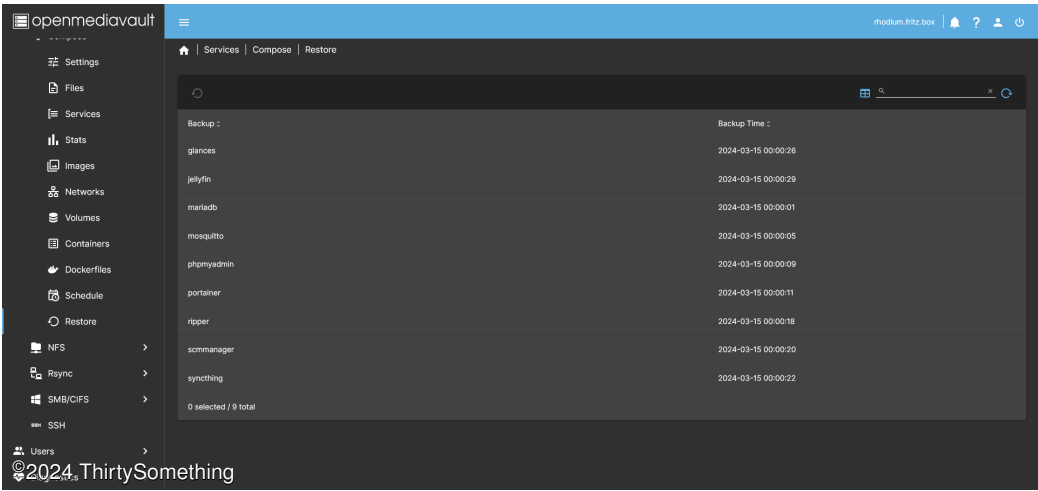 openmediavault
rhodium.fritz.box
Services | Compose | Restore
Settings
Files
Services
Stats
Images
Networks
Volumes
Containers
Dockerfiles
Schedule
Restore
NFS
Rsync
SMB/CIFS
SSH SSH
Users
Backup Backup Time
glances 2024-03-15 00:00:26
jellyfin 2024-03-15 00:00:29
mariadb 2024-03-15 00:00:01
mosquitto 2024-03-15 00:00:05
phpmyadmin 2024-03-15 00:00:09
portainer 2024-03-15 00:00:11
ripper 2024-03-15 00:00:18
scmmanager 2024-03-15 00:00:20
syncthing 2024-03-15 00:00:22
0 selected / 9 total
©2024 ThirtySomething